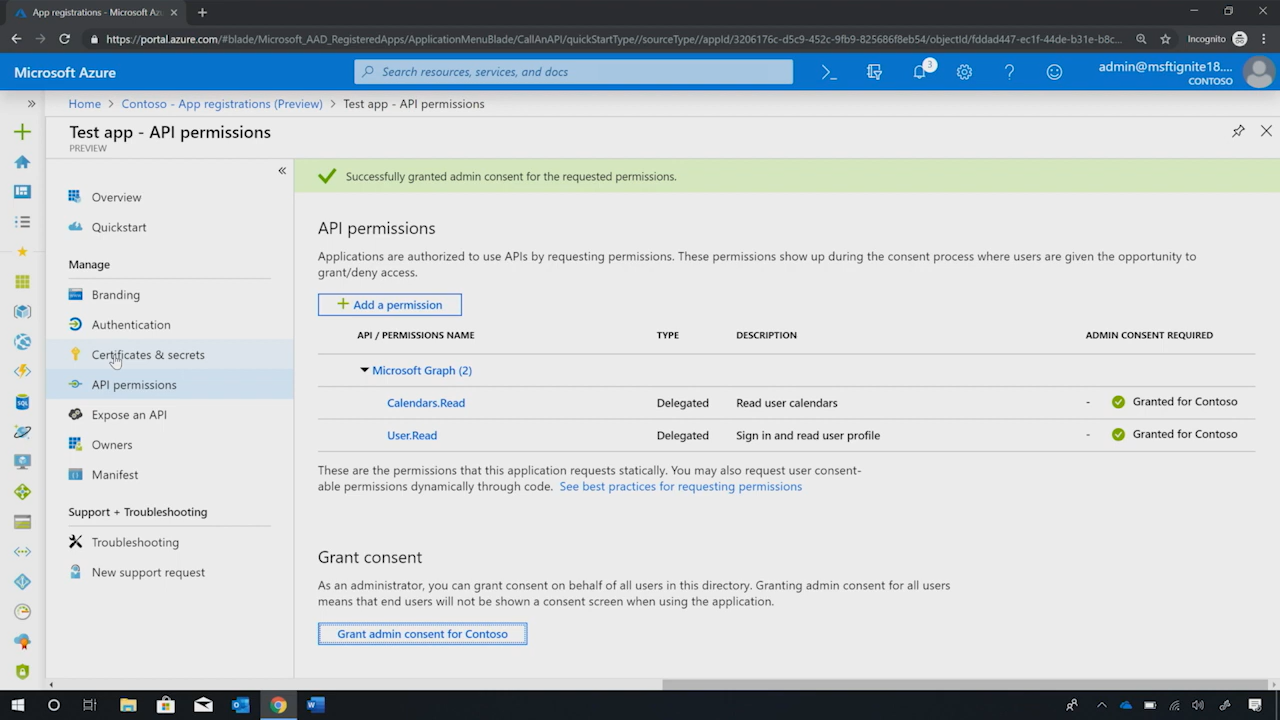 App registrations - Microsoft Az
https://portal.azure.com/#blade/Microsoft_AAD_RegisteredApps/ApplicationMenuBlade/CallAnAPI/quickStartType//sourceType//appId/3206176c-d5c9-452c-9fb9-825686f8eb54/objectId/fddad447-ec1f-44de-b31e-b8c...
Incognito
Microsoft Azure
Search resources, services, and docs
3
admin@msftignite18....
CONTOSO
Home > Contoso - App registrations (Preview) > Test app - API permissions
Test app - API permissions
PREVIEW
Overview
Quickstart
Manage
Branding
Authentication
Certificates & secrets
API permissions
Expose an API
Owners
Manifest
Support + Troubleshooting
Troubleshooting
New support request
Successfully granted admin consent for the requested permissions.
API permissions
Applications are authorized to use APIs by requesting permissions. These permissions show up during the consent process where users are given the opportunity to
grant/deny access.
+ Add a permission
API / PERMISSIONS NAME TYPE DESCRIPTION ADMIN CONSENT REQUIRED
Microsoft Graph (2)
Calendars.Read Delegated Read user calendars - Granted for Contoso
User.Read Delegated Sign in and read user profile - Granted for Contoso
These are the permissions that this application requests statically. You may also request user consent-
able permissions dynamically through code. See best practices for requesting permissions
Grant consent
As an administrator, you can grant consent on behalf of all users in this directory. Granting admin consent for all users
means that end users will not be shown a consent screen when using the application.
Grant admin consent for Contoso